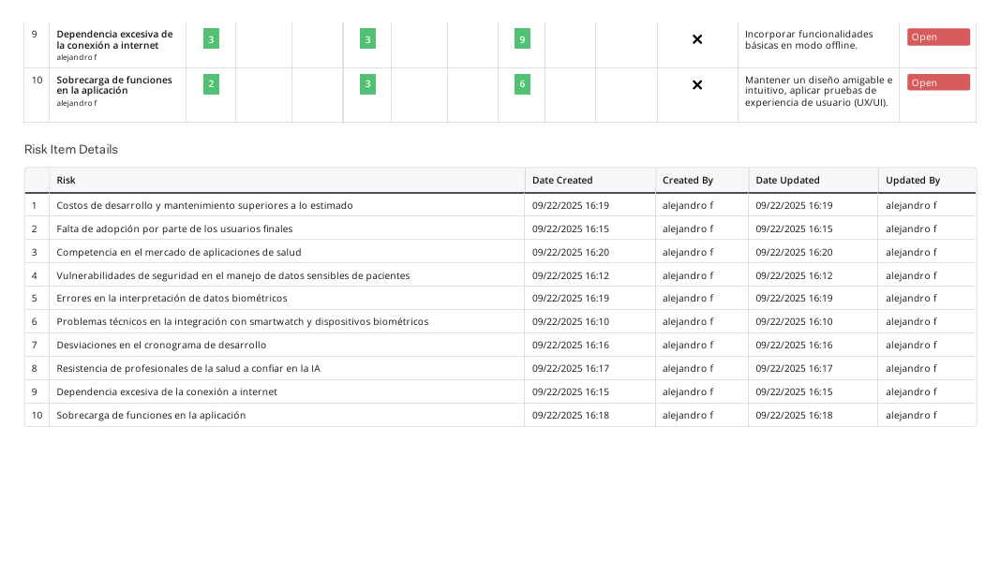 9 Dependencia excesiva de la conexión a internet alejandro f 3 3 9 ✕ Incorporar funcionalidades básicas en modo offline. Open
10 Sobrecarga de funciones en la aplicación alejandro f 2 3 6 ✕ Mantener un diseño amigable e intuitivo, aplicar pruebas de experiencia de usuario (UX/UI). Open
Risk Item Details
Risk Date Created Created By Date Updated Updated By
1 Costos de desarrollo y mantenimiento superiores a lo estimado 09/22/2025 16:19 alejandro f 09/22/2025 16:19 alejandro f
2 Falta de adopción por parte de los usuarios finales 09/22/2025 16:15 alejandro f 09/22/2025 16:15 alejandro f
3 Competencia en el mercado de aplicaciones de salud 09/22/2025 16:20 alejandro f 09/22/2025 16:20 alejandro f
4 Vulnerabilidades de seguridad en el manejo de datos sensibles de pacientes 09/22/2025 16:12 alejandro f 09/22/2025 16:12 alejandro f
5 Errores en la interpretación de datos biométricos 09/22/2025 16:19 alejandro f 09/22/2025 16:19 alejandro f
6 Problemas técnicos en la integración con smartwatch y dispositivos biométricos 09/22/2025 16:10 alejandro f 09/22/2025 16:10 alejandro f
7 Desviaciones en el cronograma de desarrollo 09/22/2025 16:16 alejandro f 09/22/2025 16:16 alejandro f
8 Resistencia de profesionales de la salud a confiar en la IA 09/22/2025 16:17 alejandro f 09/22/2025 16:17 alejandro f
9 Dependencia excesiva de la conexión a internet 09/22/2025 16:15 alejandro f 09/22/2025 16:15 alejandro f
10 Sobrecarga de funciones en la aplicación 09/22/2025 16:18 alejandro f 09/22/2025 16:18 alejandro f